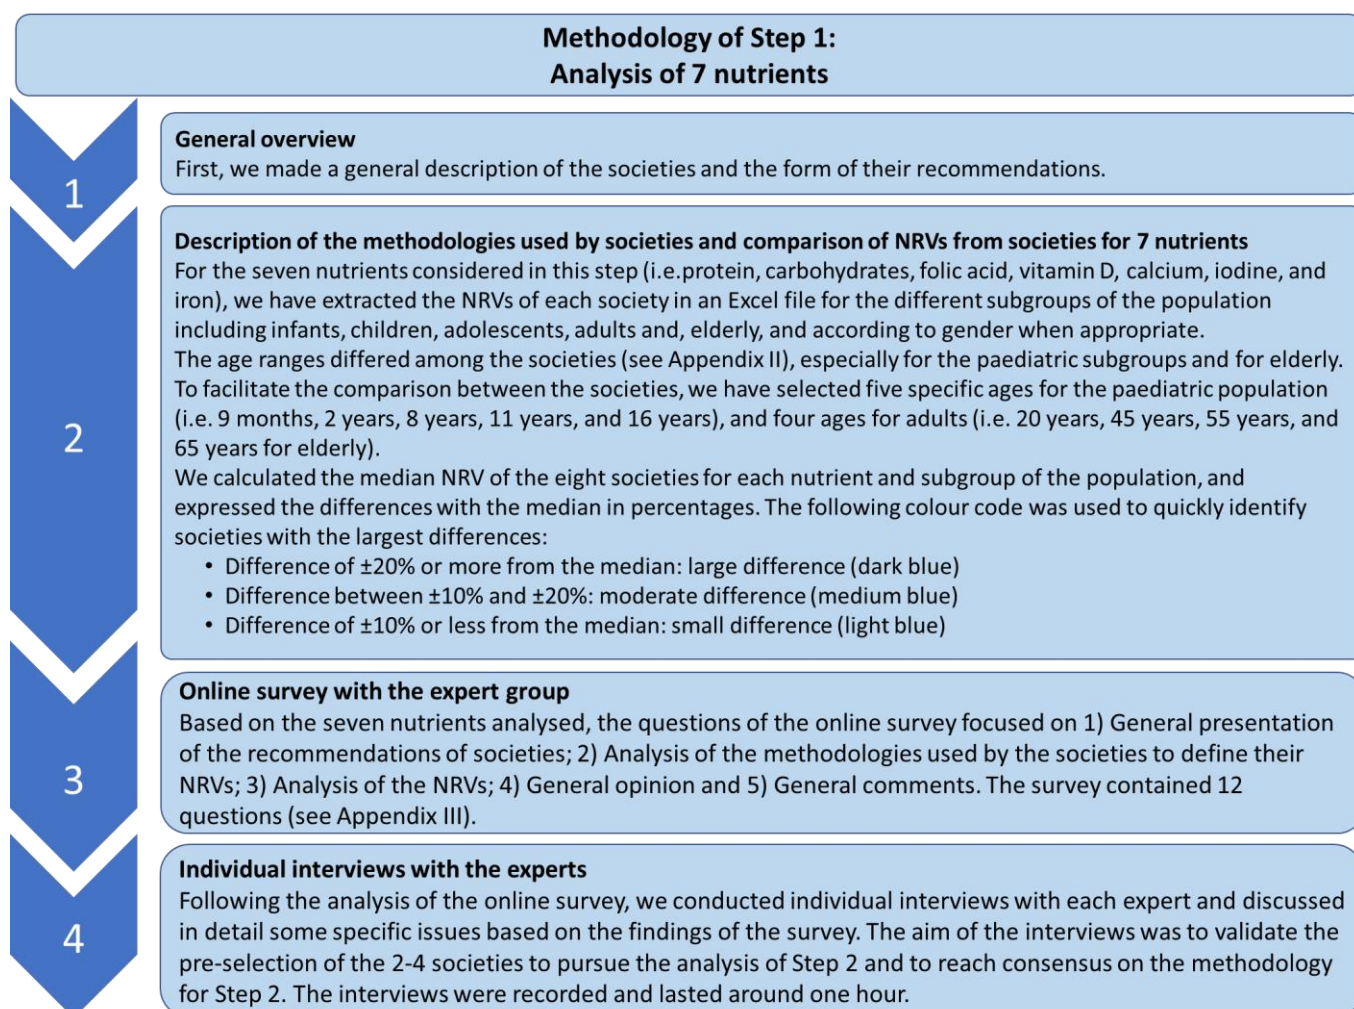 Methodology of Step 1:
Analysis of 7 nutrients
1
General overview
First, we made a general description of the societies and the form of their recommendations.
2
Description of the methodologies used by societies and comparison of NRVs from societies for 7 nutrients
For the seven nutrients considered in this step (i.e.protein, carbohydrates, folic acid, vitamin D, calcium, iodine, and
iron), we have extracted the NRVs of each society in an Excel file for the different subgroups of the population
including infants, children, adolescents, adults and, elderly, and according to gender when appropriate.
The age ranges differed among the societies (see Appendix II), especially for the paediatric subgroups and for elderly.
To facilitate the comparison between the societies, we have selected five specific ages for the paediatric population
(i.e. 9 months, 2 years, 8 years, 11 years, and 16 years), and four ages for adults (i.e. 20 years, 45 years, 55 years, and
65 years for elderly).
We calculated the median NRV of the eight societies for each nutrient and subgroup of the population, and
expressed the differences with the median in percentages. The following colour code was used to quickly identify
societies with the largest differences:
• Difference of ±20% or more from the median: large difference (dark blue)
• Difference between ±10% and ±20%: moderate difference (medium blue)
• Difference of ±10% or less from the median: small difference (light blue)
3
Online survey with the expert group
Based on the seven nutrients analysed, the questions of the online survey focused on 1) General presentation
of the recommendations of societies; 2) Analysis of the methodologies used by the societies to define their
NRVs; 3) Analysis of the NRVs; 4) General opinion and 5) General comments. The survey contained 12
questions (see Appendix III).
4
Individual interviews with the experts
Following the analysis of the online survey, we conducted individual interviews with each expert and discussed
in detail some specific issues based on the findings of the survey. The aim of the interviews was to validate the
pre-selection of the 2-4 societies to pursue the analysis of Step 2 and to reach consensus on the methodology
for Step 2. The interviews were recorded and lasted around one hour.